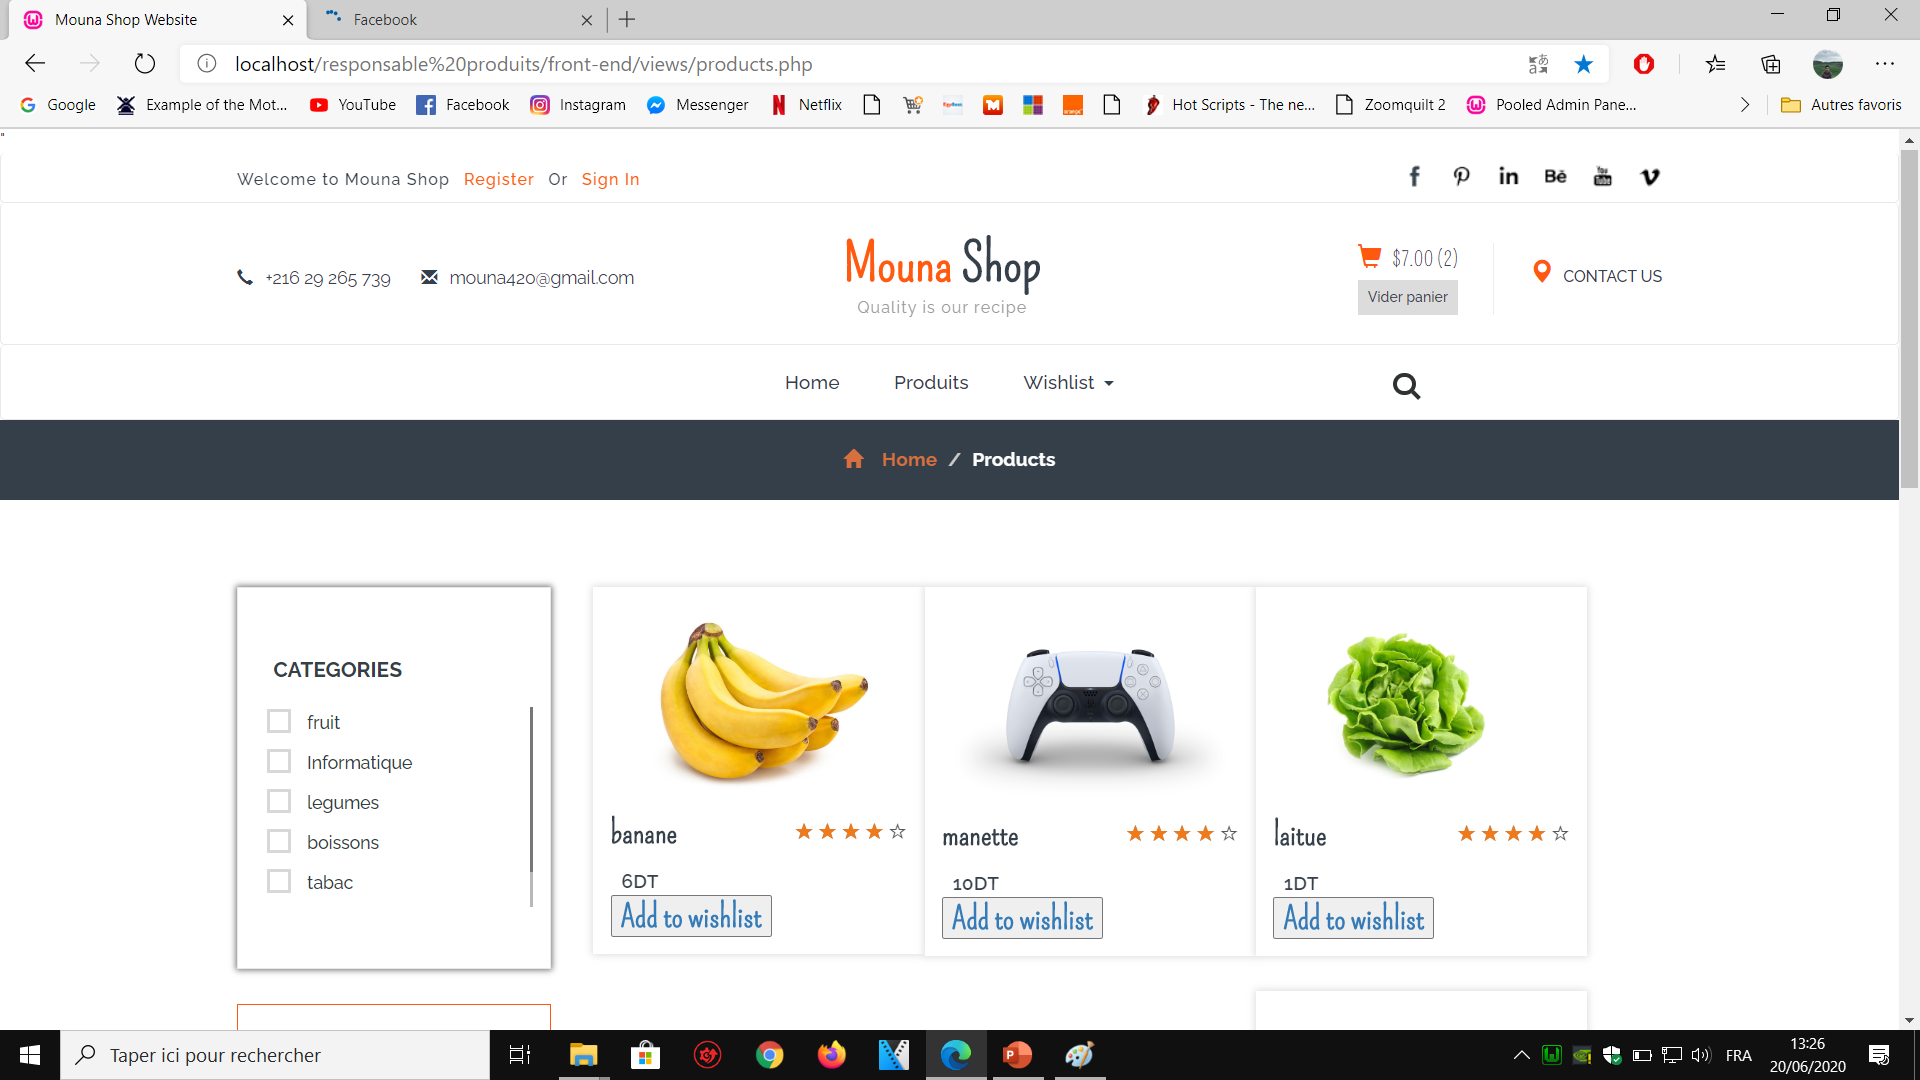 Mouna Shop Website
Facebook
localhost/responsable%20produits/front-end/views/products.php
Google Example of the Mot... YouTube Facebook Instagram Messenger Netflix Hot Scripts - The ne... Zoomquilt 2 Pooled Admin Pane... Autres favoris
"
Welcome to Mouna Shop Register Or Sign In
+216 29 265 739 mouna420@gmail.com
Mouna Shop
Quality is our recipe
$7.00 (2)
Vider panier
CONTACT US
Home Produits Wishlist
Home / Products
CATEGORIES
fruit
Informatique
legumes
boissons
tabac
banane
6DT
Add to wishlist
manette
10DT
Add to wishlist
laitue
1DT
Add to wishlist
Taper ici pour rechercher
FRA
13:26
20/06/2020